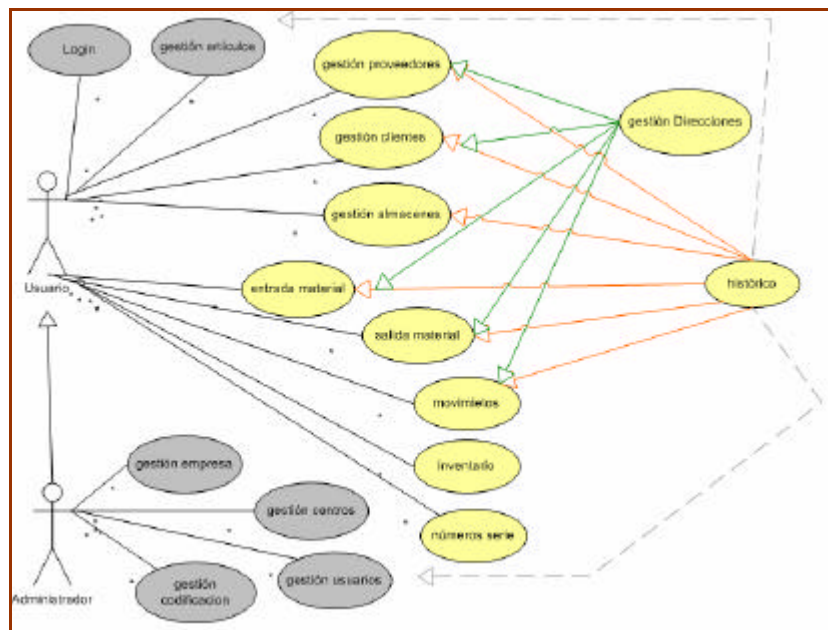 Login
gestión artículos
gestión proveedores
gestión clientes
gestión Direcciones
gestión almacenes
Usuario
entrada material
histórico
salida material
movimietos
gestión empresa
inventario
gestión centros
números serie
Administrador
gestión
codificacion
gestión usuarios